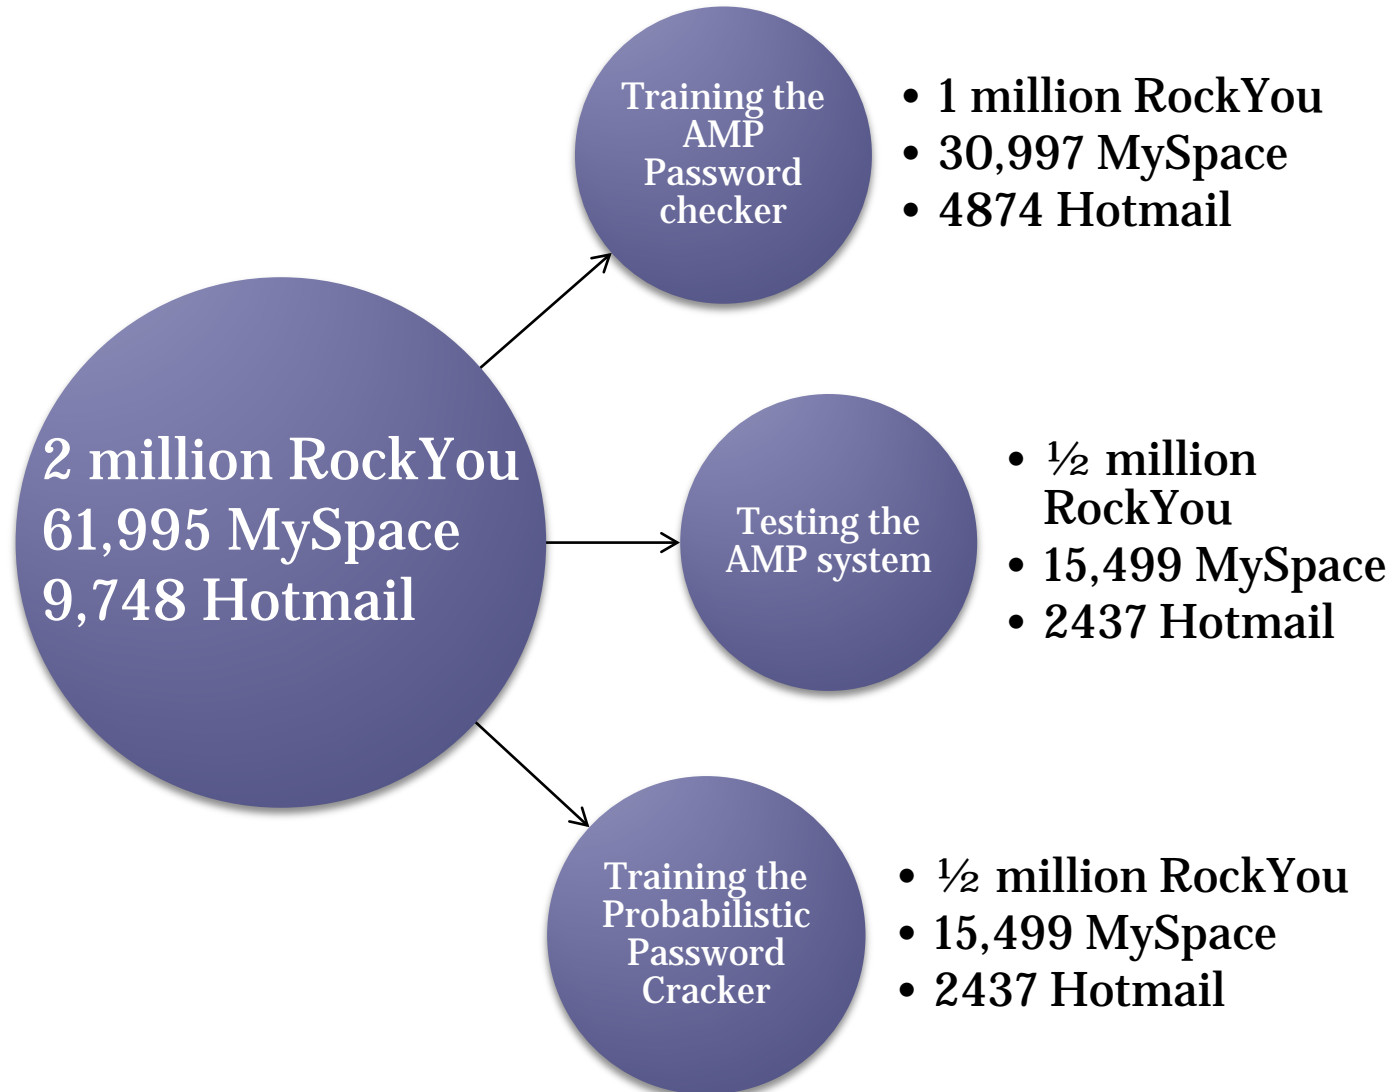 Training the
AMP
Password
checker
• 1 million RockYou
• 30,997 MySpace
• 4874 Hotmail
2 million RockYou
61,995 MySpace
9,748 Hotmail
Testing the
AMP system
• ½ million
RockYou
• 15,499 MySpace
• 2437 Hotmail
Training the
Probabilistic
Password
Cracker
• ½ million RockYou
• 15,499 MySpace
• 2437 Hotmail